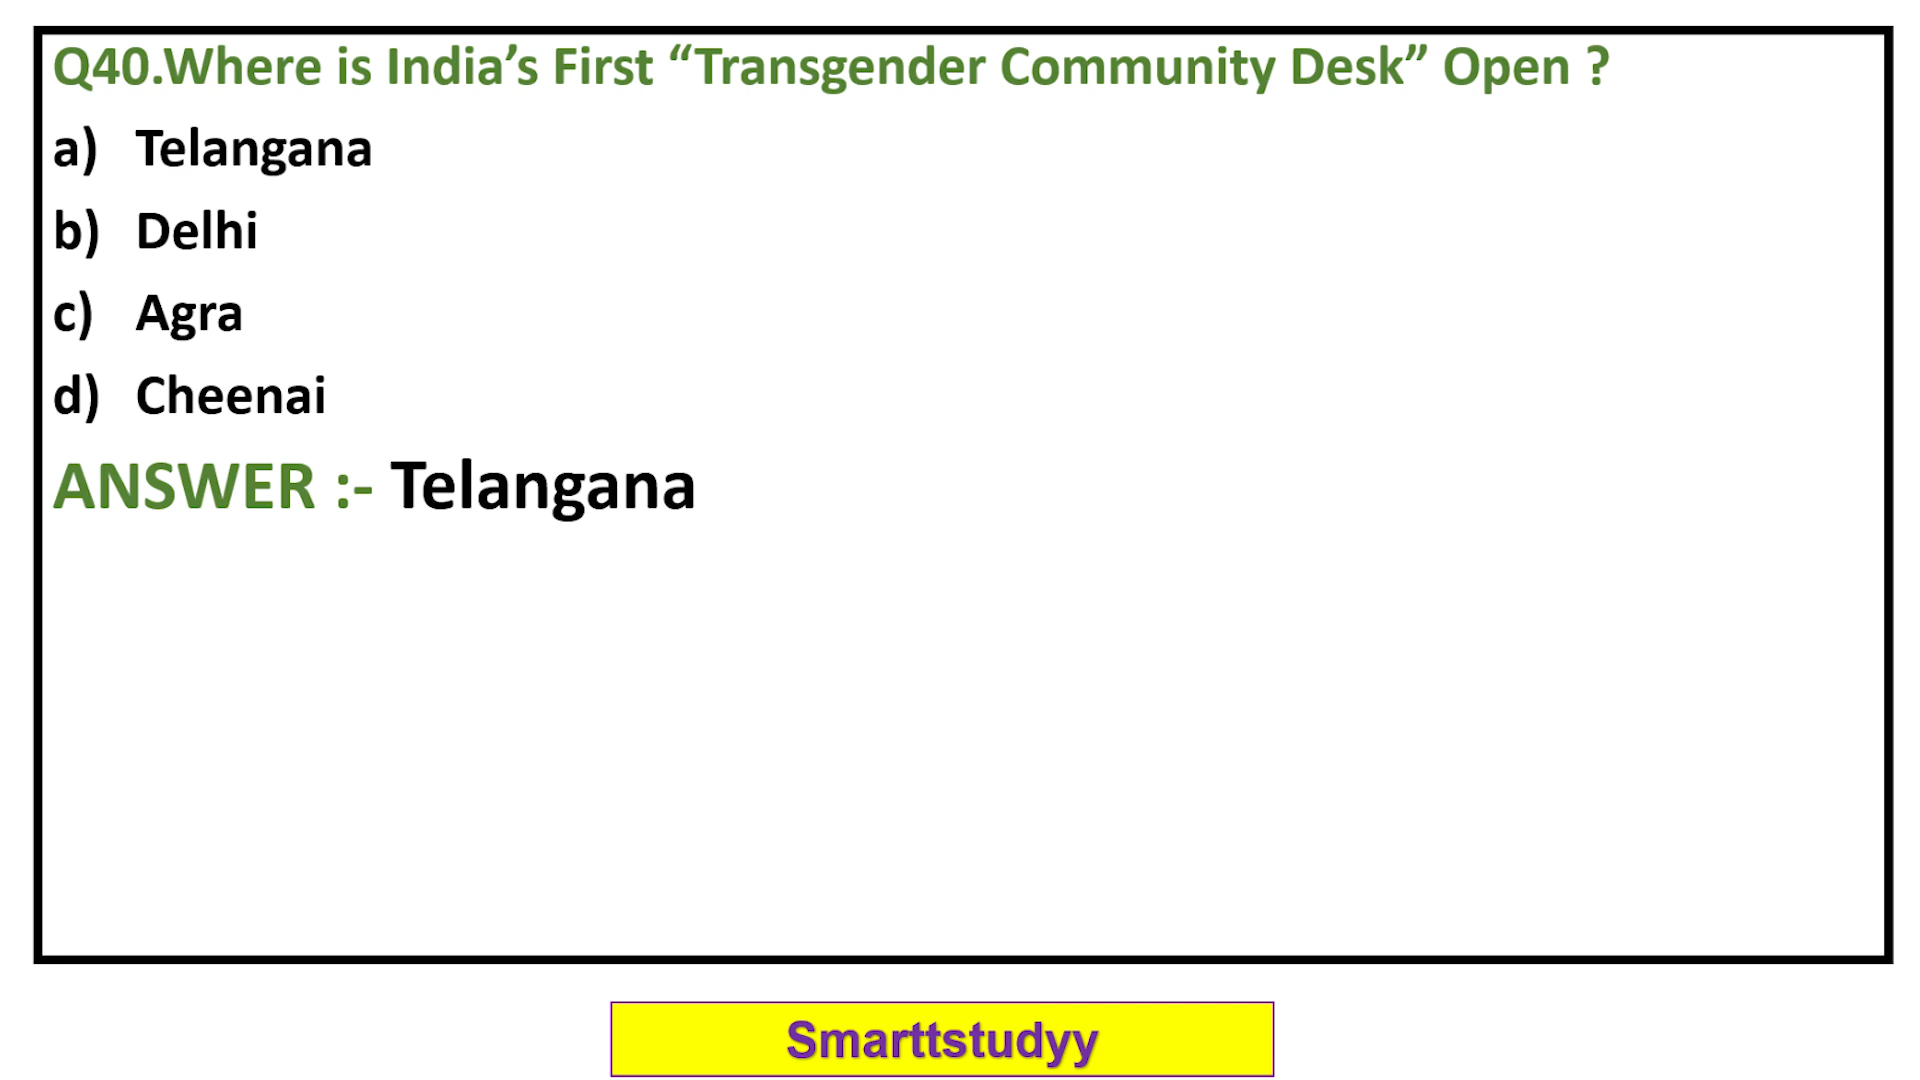 Q40.Where is India’s First “Transgender Community Desk” Open ?
a) Telangana
b) Delhi
c) Agra
d) Cheenai
ANSWER :- Telangana
Smarttstudyy